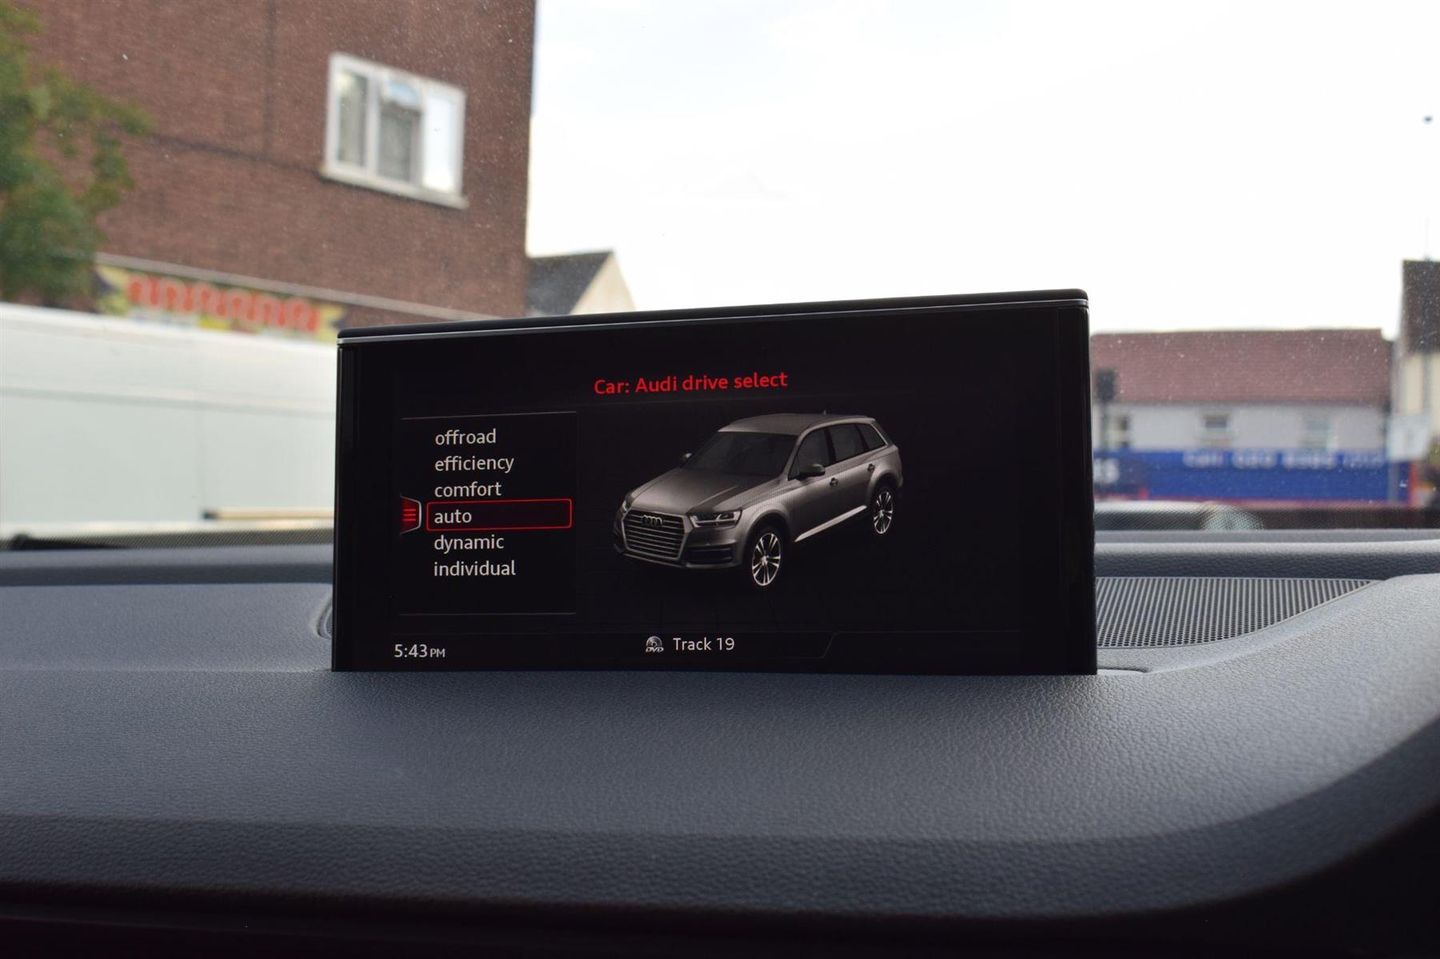 Car: Audi drive select
offroad
efficiency
comfort
auto
dynamic
individual
5:43PM
DVD
Track 19